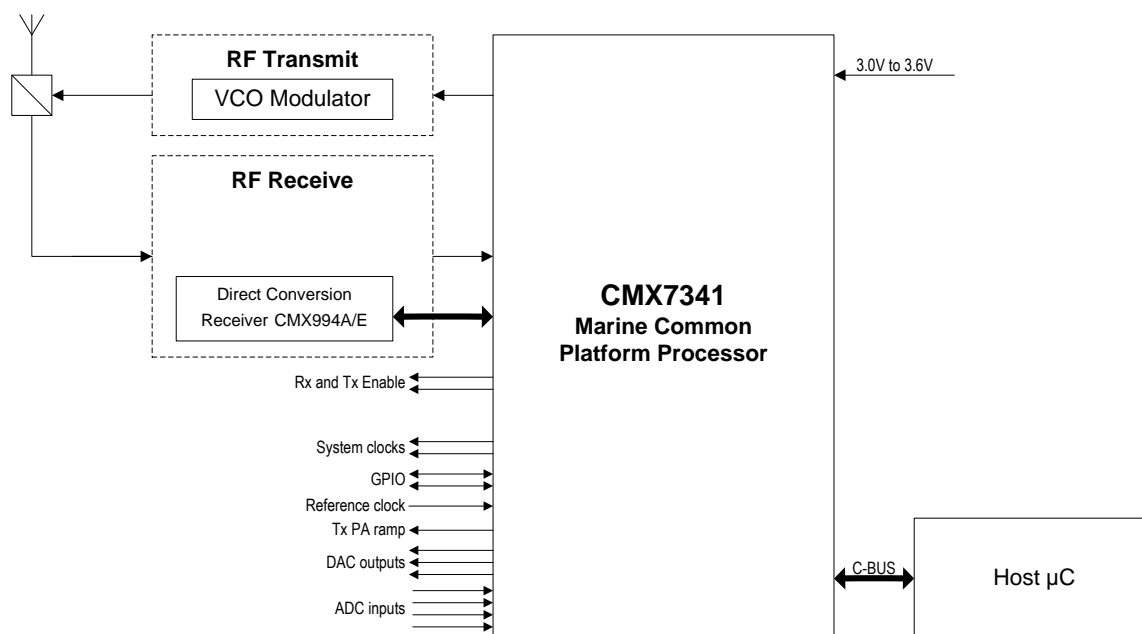 RF Transmit
VCO Modulator
3.0V to 3.6V
RF Receive
Direct Conversion
Receiver CMX994A/E
CMX7341
Marine Common
Platform Processor
Rx and Tx Enable
System clocks
GPIO
Reference clock
Tx PA ramp
DAC outputs
ADC inputs
C-BUS
Host µC